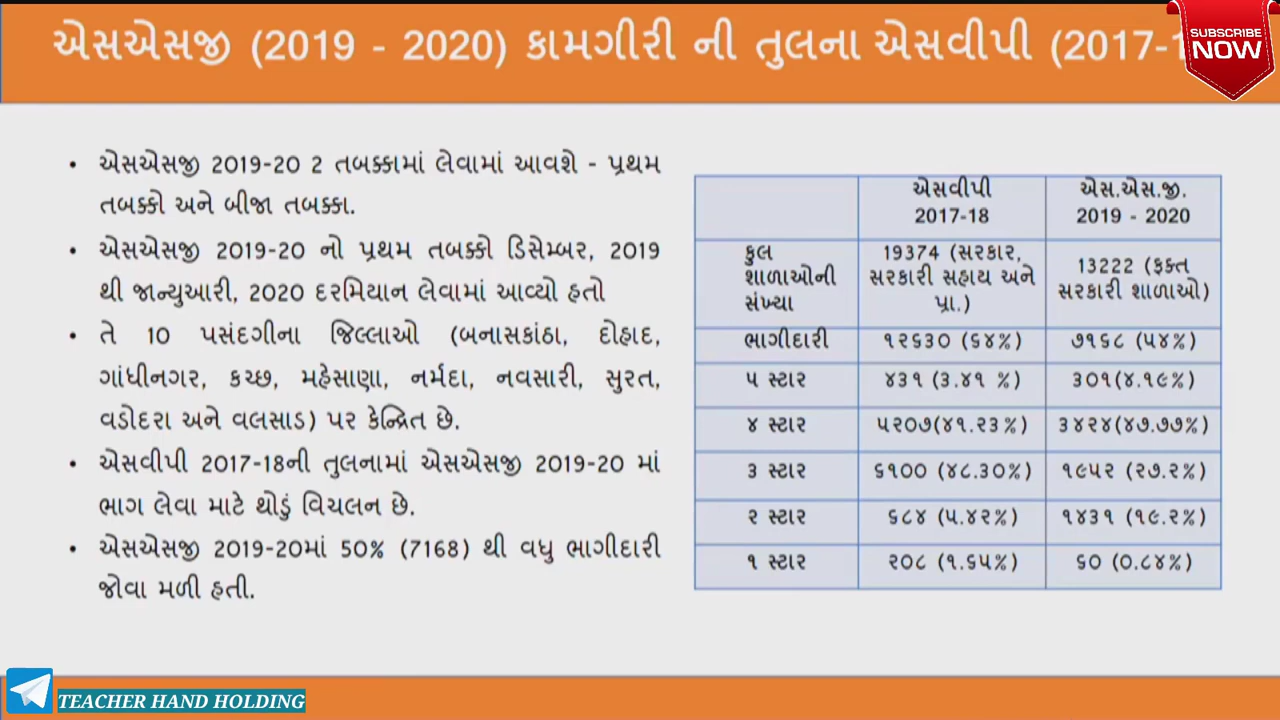 એસએસજી (2019 - 2020) કામગીરી ની તુલના એસવીપી (2017-1
SUBSCRIBE
NOW
• એસએસજી 2019-20 2 તબક્કામાં લેવામાં આવશે - પ્રથમ
તબક્કો અને બીજા તબક્કા.
• એસએસજી 2019-20 નો પ્રથમ તબક્કો ડિસેમ્બર, 2019
થી જાન્યુઆરી, 2020 દરમિયાન લેવામાં આવ્યો હતો
• તે 10 પસંદગીના જિલ્લાઓ (બનાસકાંઠા, દોહાદ,
ગાંધીનગર, કચ્છ, મહેસાણા, નર્મદા, નવસારી, સુરત,
વડોદરા અને વલસાડ) પર કેન્દ્રિત છે.
• એસવીપી 2017-18ની તુલનામાં એસએસજી 2019-20 માં
ભાગ લેવા માટે થોડું વિચલન છે.
• એસએસજી 2019-20માં 50% (7168) થી વધુ ભાગીદારી
જોવા મળી હતી.
એસવીપી એસ.એસ.જી.
2017-18 2019 - 2020
કુલ 19374 (સરકાર, 13222 (ફક્ત
શાળાઓની સરકારી સહાય અને સરકારી શાળાઓ)
સંખ્યા પ્રા.)
ભાગીદારી ૧૨૬૩૦ (૬૪%) ૭૧૬૮ (૫૪%)
૫ સ્ટાર ૪૩૧ (૩.૪૧ %) ૩૦૧(૪.૧૯%)
૪ સ્ટાર ૫૨૦૭(૪૧.૨૩%) ૩૪૨૪(૪૭.૭૭%)
૩ સ્ટાર ૬૧૦૦ (૪૮.૩૦%) ૧૯૫૨ (૨૭.૨%)
૨ સ્ટાર ૬૮૪ (૫.૪૨%) ૧૪૩૧ (૧૯.૨%)
૧ સ્ટાર ૨૦૮ (૧.૬૫%) ૬૦ (૦.૮૪%)
TEACHER HAND HOLDING